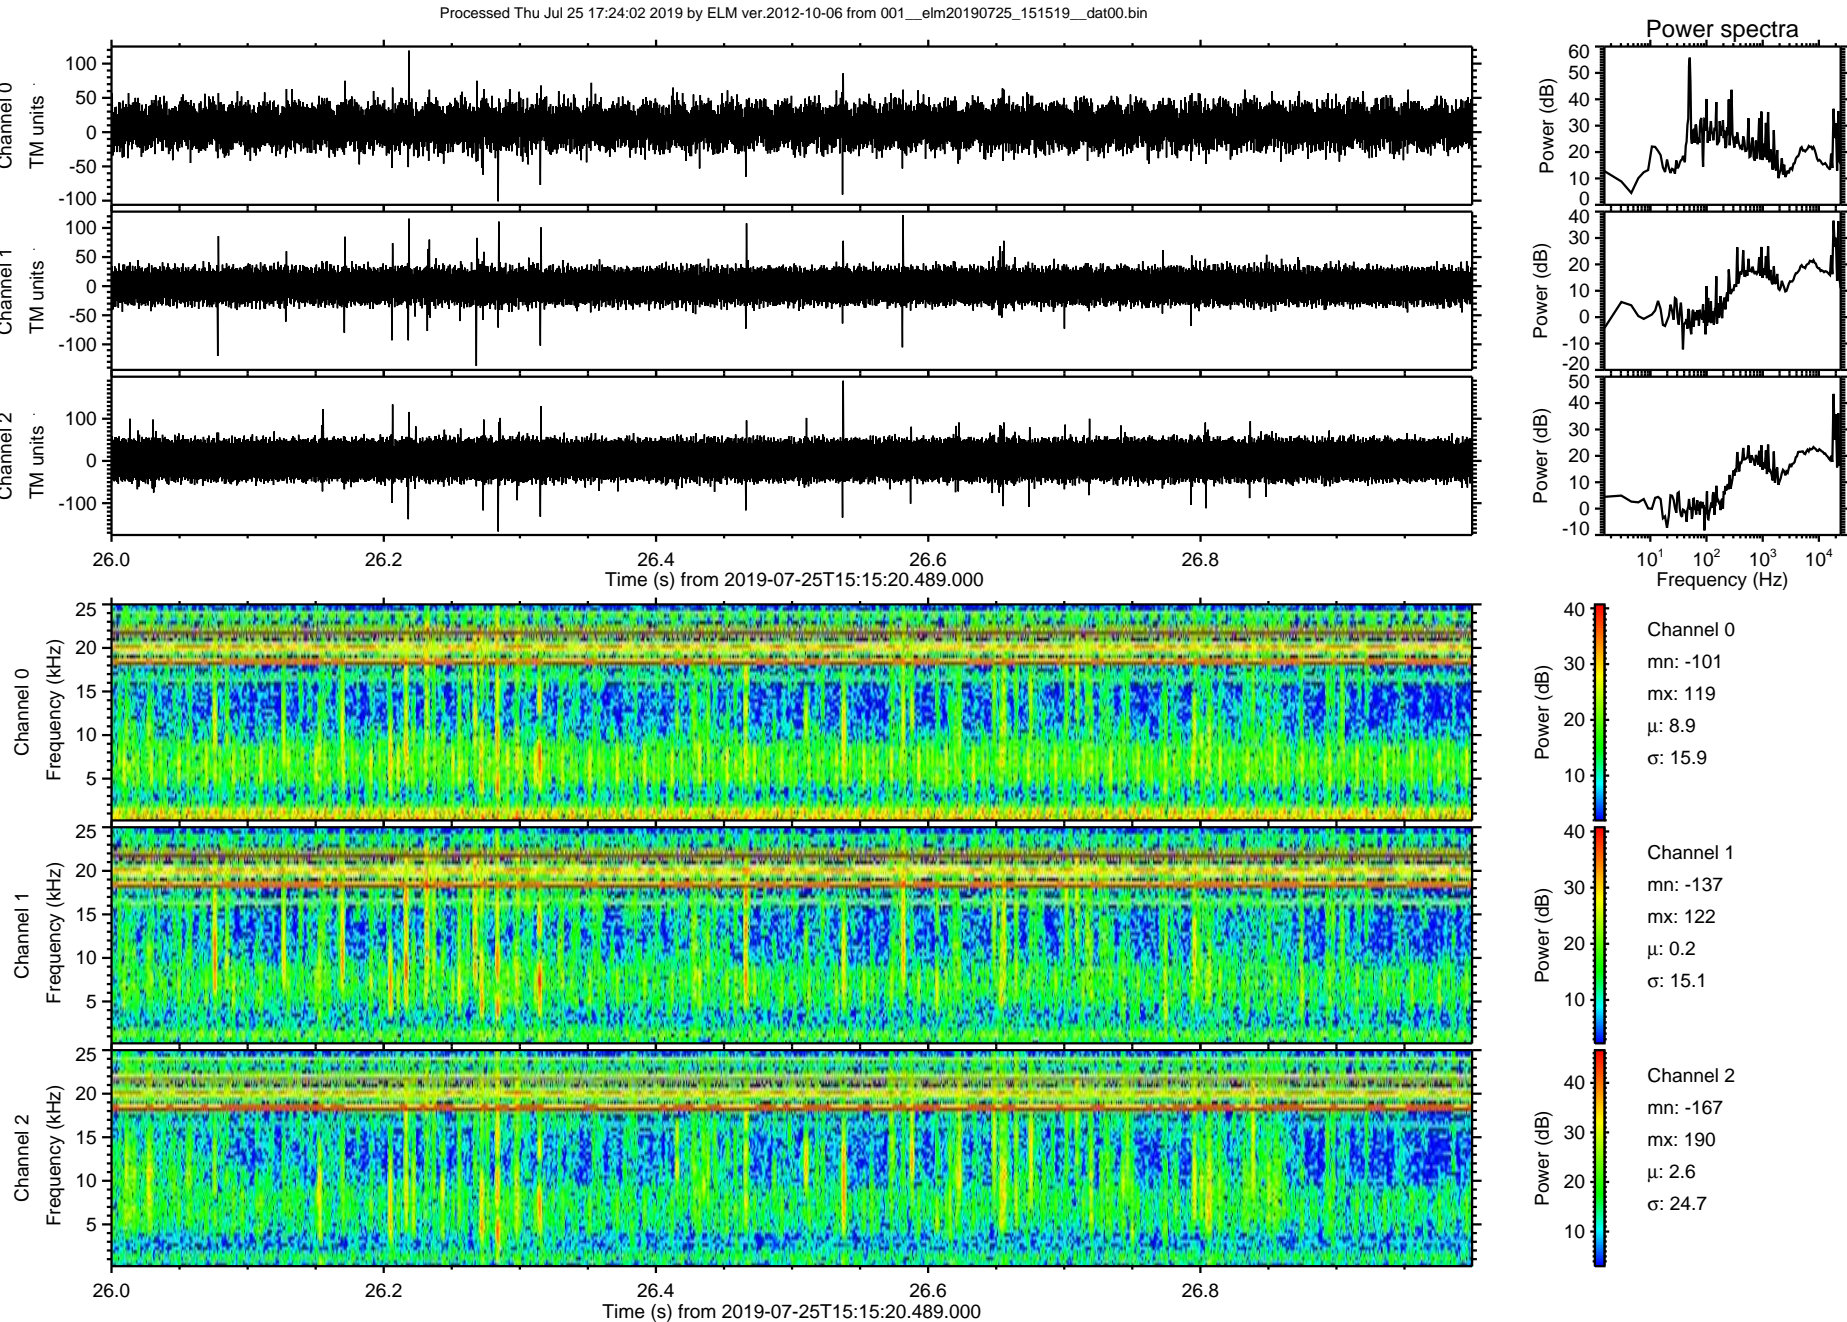 Processed Thu Jul 25 17:24:02 2019 by ELM ver.2012-10-06 from 001__elm20190725_151519__dat00.bin
Power spectra
Channel 0
TM units
100
50
0
-50
-100
Power (dB)
60
50
40
30
20
10
0
Channel 1
TM units
100
50
0
-50
-100
Power (dB)
40
30
20
10
0
-10
-20
Channel 2
TM units
100
0
-100
Power (dB)
50
40
30
20
10
0
-10
26.0 26.2 26.4 26.6 26.8
Time (s) from 2019-07-25T15:15:20.489.000
10^1 10^2 10^3 10^4
Frequency (Hz)
Channel 0
Frequency (kHz)
25
20
15
10
5
Power (dB)
40
30
20
10
Channel 0
mn: -101
mx: 119
μ: 8.9
σ: 15.9
Channel 1
Frequency (kHz)
25
20
15
10
5
Power (dB)
40
30
20
10
Channel 1
mn: -137
mx: 122
μ: 0.2
σ: 15.1
Channel 2
Frequency (kHz)
25
20
15
10
5
Power (dB)
40
30
20
10
Channel 2
mn: -167
mx: 190
μ: 2.6
σ: 24.7
26.0 26.2 26.4 26.6 26.8
Time (s) from 2019-07-25T15:15:20.489.000